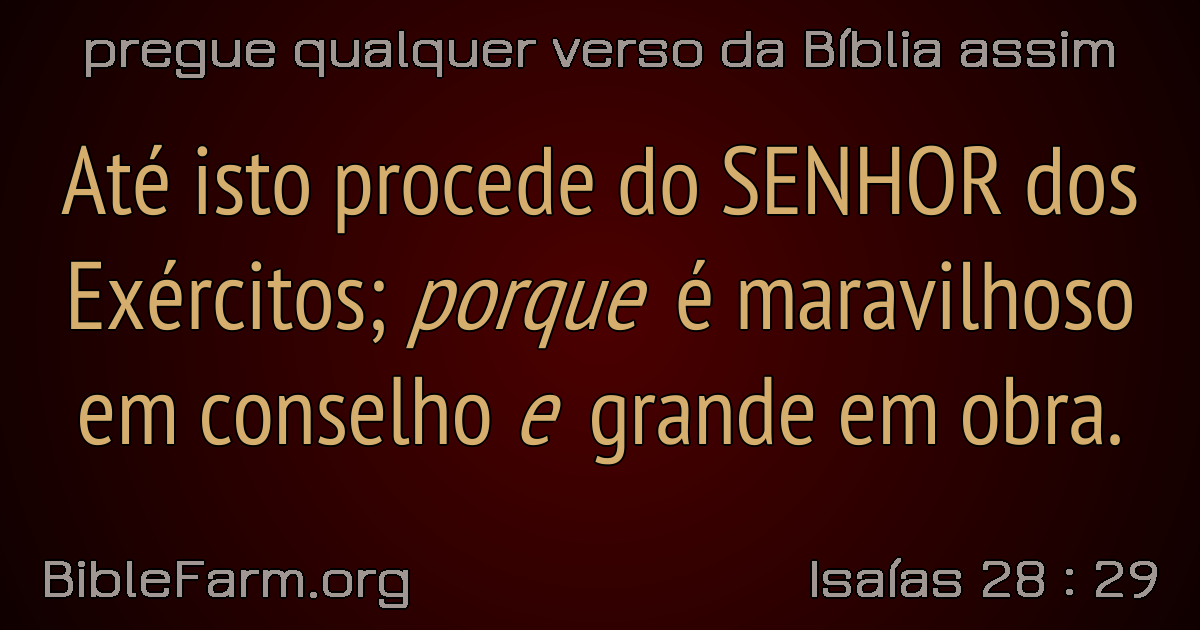 pregue qualquer verso da Bíblia assim
Até isto procede do SENHOR dos
Exércitos; porque é maravilhoso
em conselho e grande em obra.
BibleFarm.org
Isaías 28 : 29